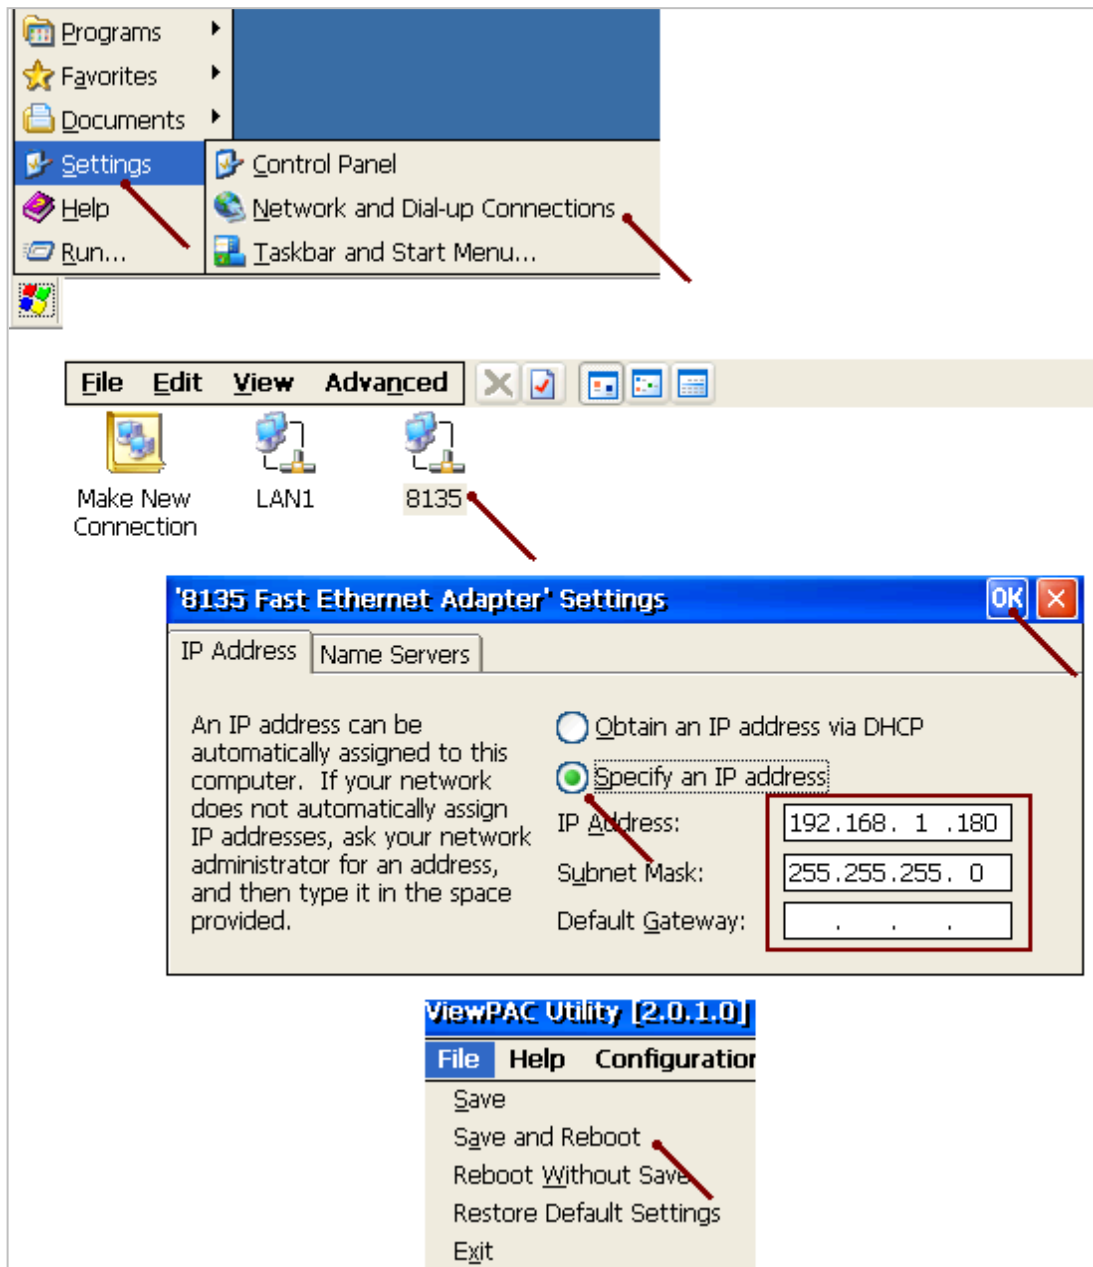 Programs
Favorites
Documents
Settings
Control Panel
Help
Network and Dial-up Connections
Run...
Taskbar and Start Menu...
File Edit View Advanced
Make New
Connection
LAN1
8135
'8135 Fast Ethernet Adapter' Settings
OK
IP Address
Name Servers
An IP address can be
automatically assigned to this
computer. If your network
does not automatically assign
IP addresses, ask your network
administrator for an address,
and then type it in the space
provided.
Obtain an IP address via DHCP
Specify an IP address
IP Address: 192.168. 1 .180
Subnet Mask: 255.255.255. 0
Default Gateway: . . .
ViewPAC Utility [2.0.1.0]
File Help Configuration
Save
Save and Reboot
Reboot Without Save
Restore Default Settings
Exit